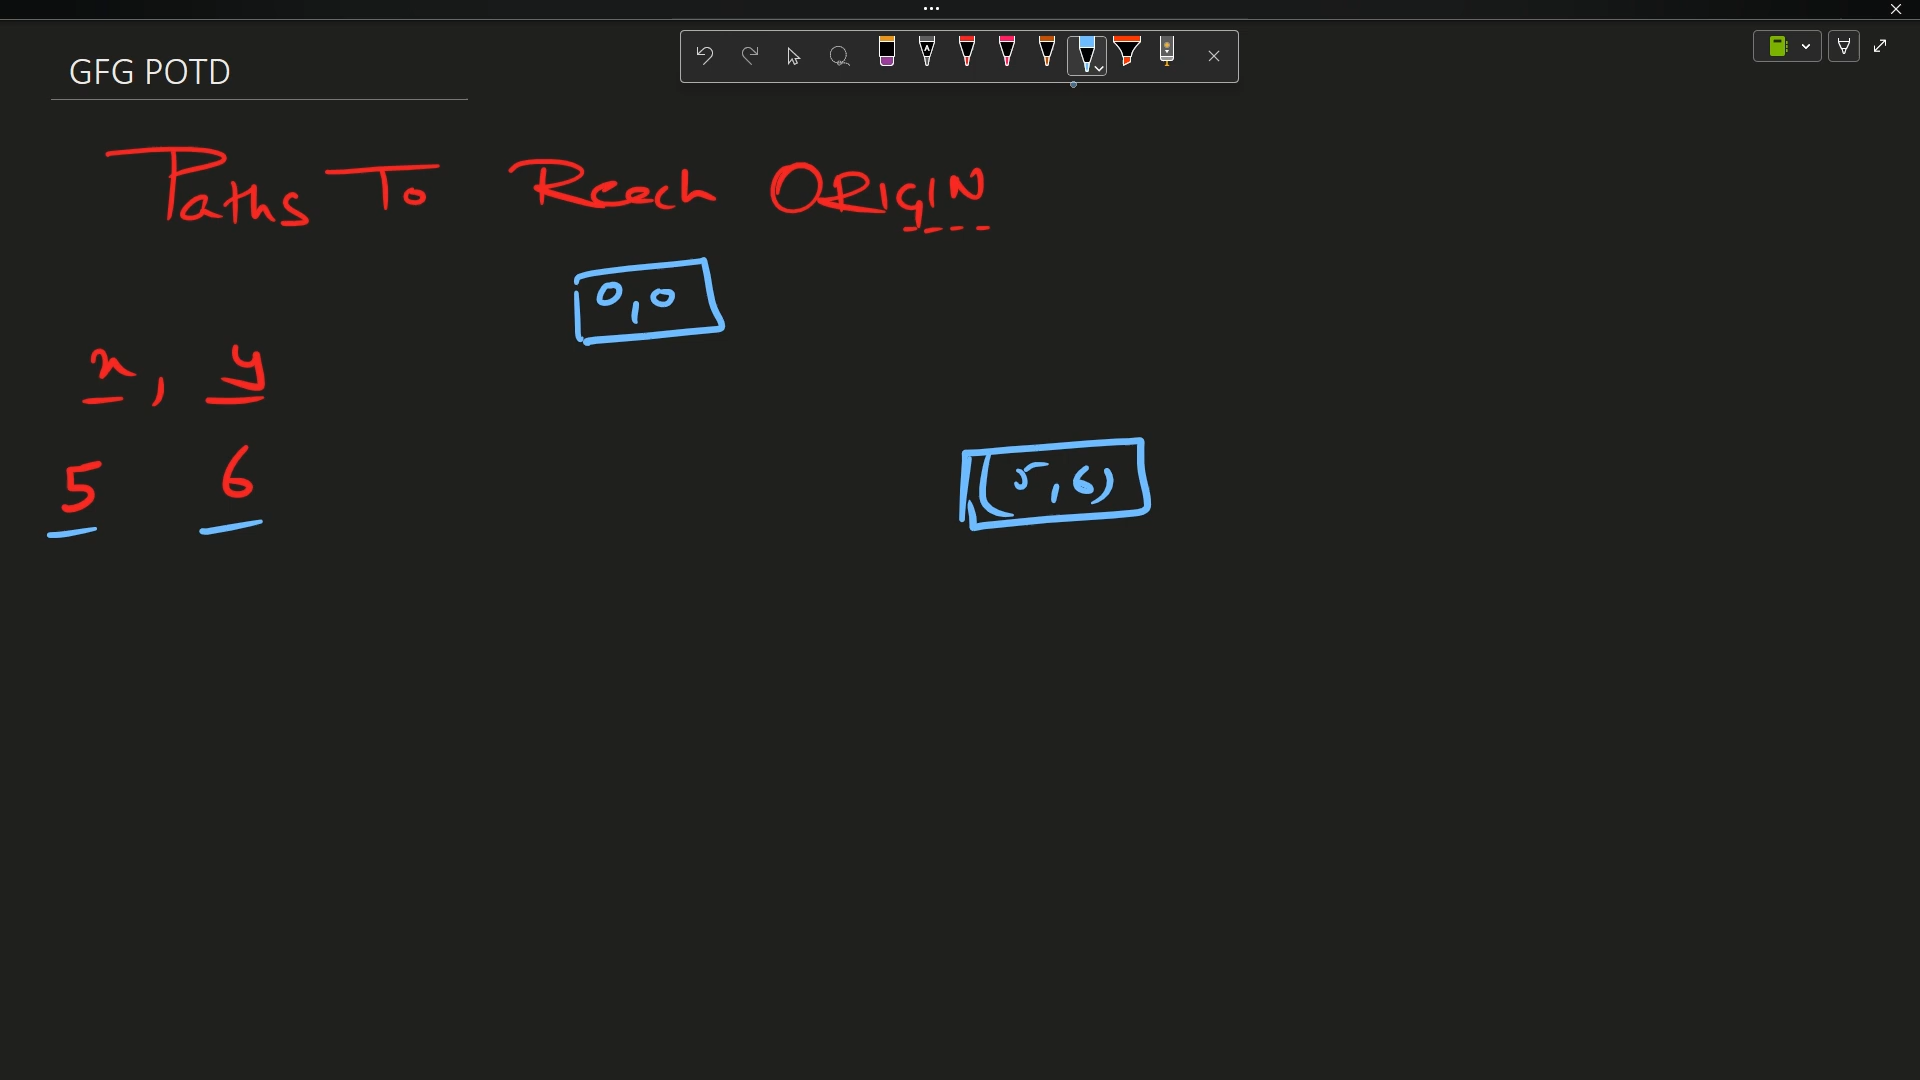 GFG POTD
Paths To Reach ORIGIN
0,0
x, y
5 6
(5,6)